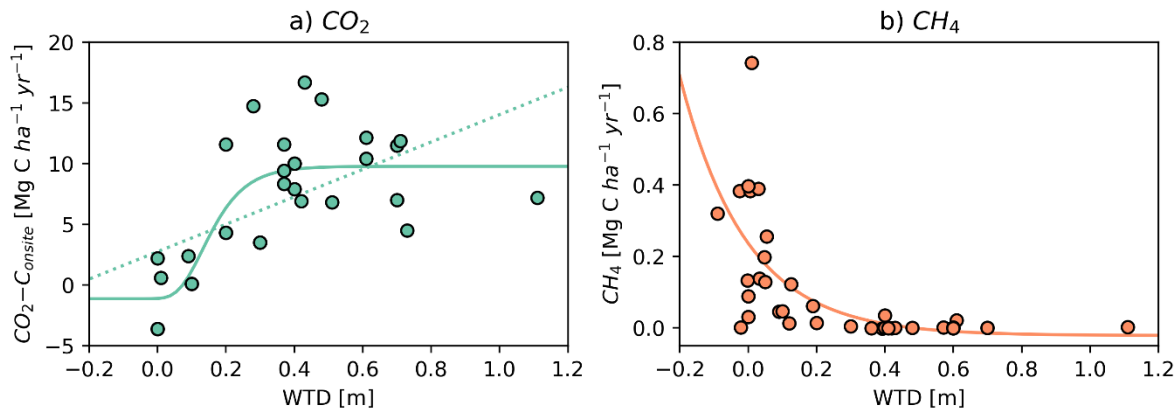 a) CO₂
CO₂−C_onsite [Mg C ha⁻¹ yr⁻¹]
20
15
10
5
0
−5
−0.2 0.0 0.2 0.4 0.6 0.8 1.0 1.2
WTD [m]
b) CH₄
CH₄ [Mg C ha⁻¹ yr⁻¹]
0.8
0.6
0.4
0.2
0.0
−0.2 0.0 0.2 0.4 0.6 0.8 1.0 1.2
WTD [m]